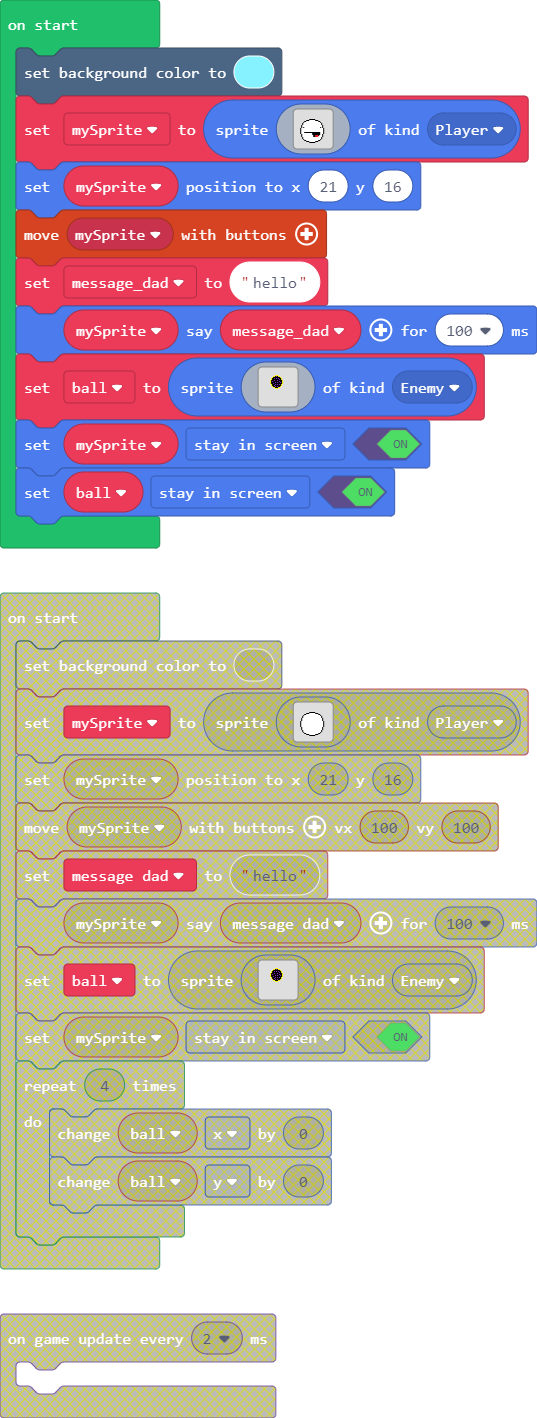 on start
set background color to
set mySprite to sprite of kind Player
set mySprite position to x 21 y 16
move mySprite with buttons
set message_dad to "hello"
mySprite say message_dad for 100 ms
set ball to sprite of kind Enemy
set mySprite stay in screen ON
set ball stay in screen ON
on start
set background color to
set mySprite to sprite of kind Player
set mySprite position to x 21 y 16
move mySprite with buttons vx 100 vy 100
set message dad to "hello"
mySprite say message dad for 100 ms
set ball to sprite of kind Enemy
set mySprite stay in screen ON
repeat 4 times
do
change ball x by 0
change ball y by 0
on game update every 2 ms